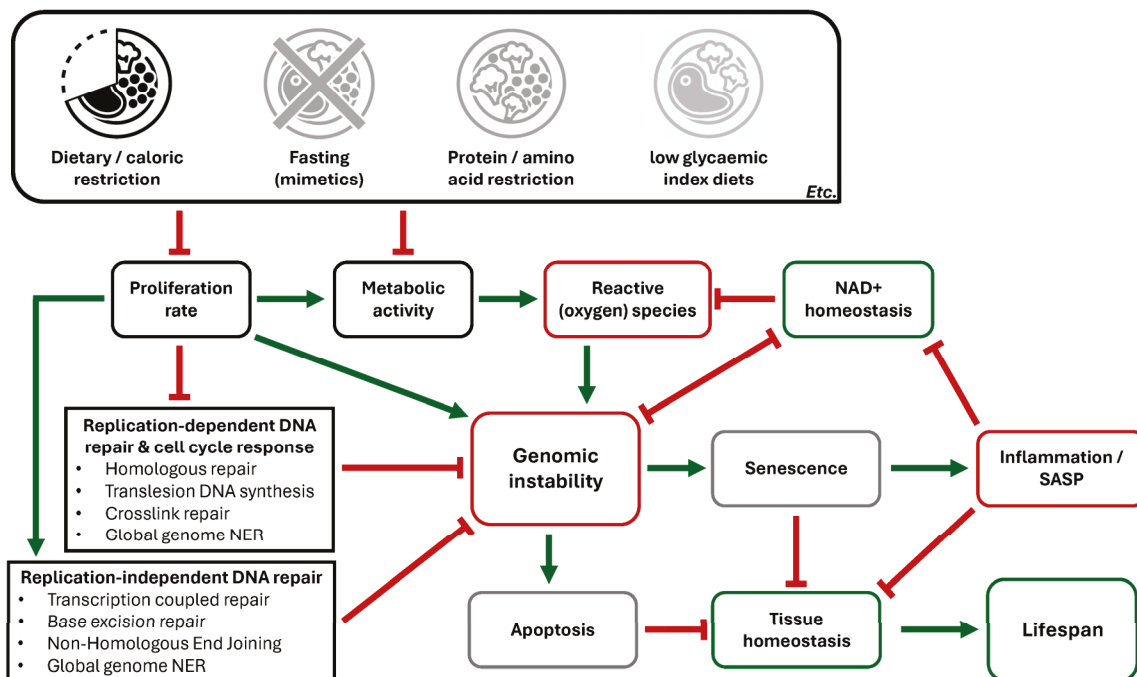 Dietary / caloric
restriction
Fasting
(mimetics)
Protein / amino
acid restriction
low glycaemic
index diets
Etc.
Proliferation
rate
Metabolic
activity
Reactive
(oxygen) species
NAD+
homeostasis
Replication-dependent DNA
repair & cell cycle response
• Homologous repair
• Translesion DNA synthesis
• Crosslink repair
• Global genome NER
Genomic
instability
Senescence
Inflammation /
SASP
Replication-independent DNA repair
• Transcription coupled repair
• Base excision repair
• Non-Homologous End Joining
• Global genome NER
Apoptosis
Tissue
homeostasis
Lifespan